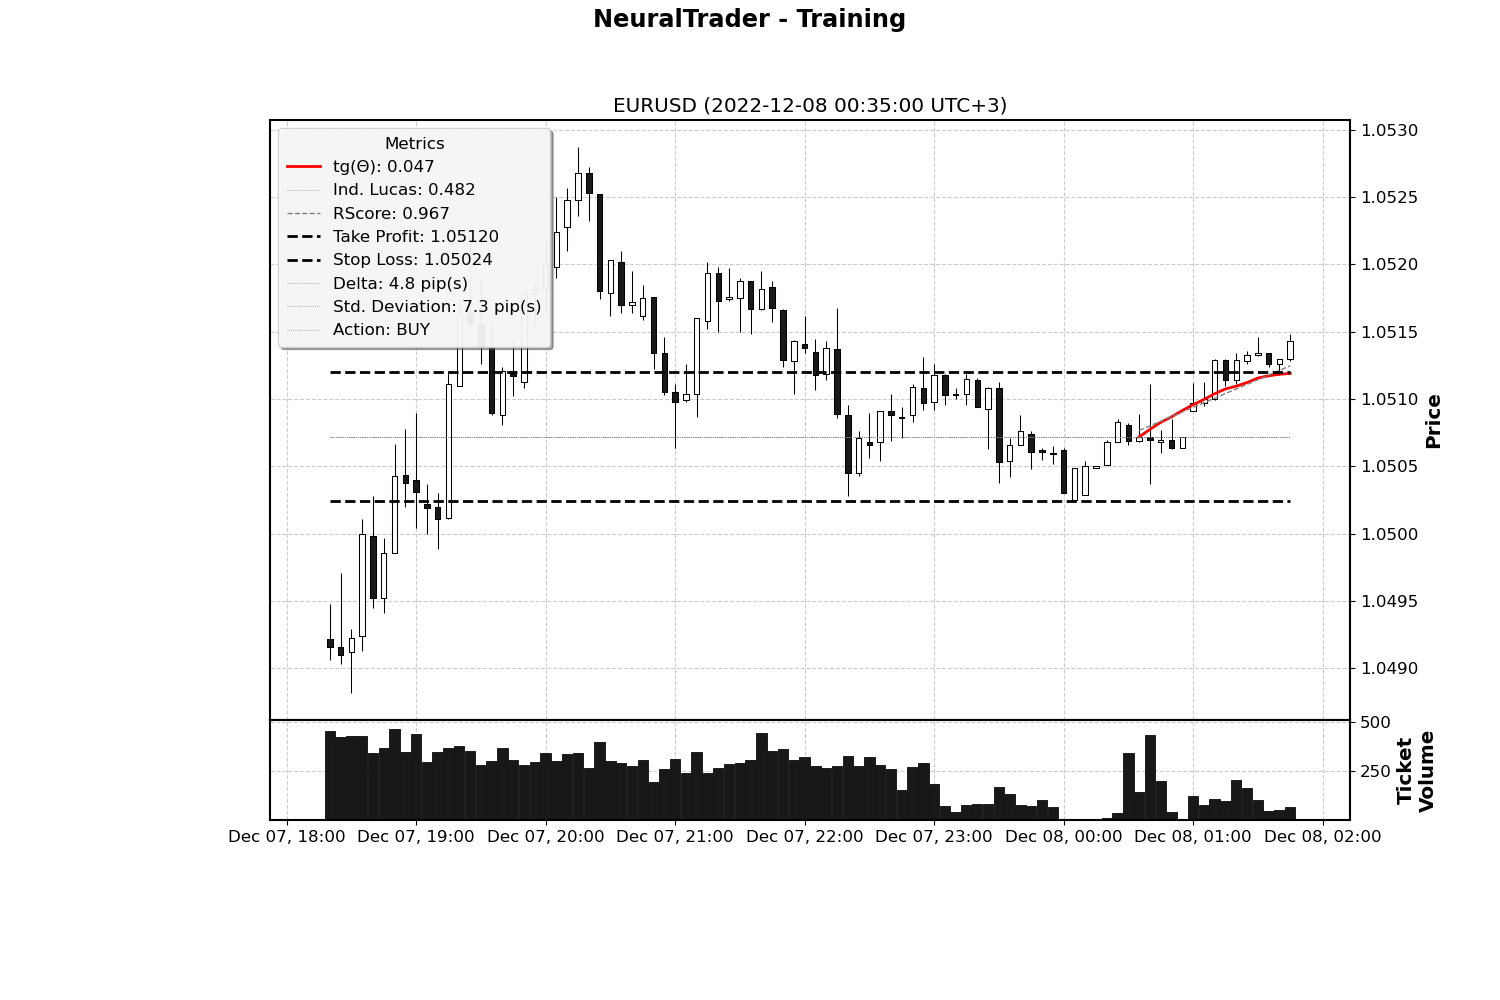 NeuralTrader - Training
EURUSD (2022-12-08 00:35:00 UTC+3)
Metrics
tg(Θ): 0.047
Ind. Lucas: 0.482
RScore: 0.967
Take Profit: 1.05120
Stop Loss: 1.05024
Delta: 4.8 pip(s)
Std. Deviation: 7.3 pip(s)
Action: BUY
1.0530
1.0525
1.0520
1.0515
1.0510
1.0505
1.0500
1.0495
1.0490
Price
500
250
Ticket
Volume
Dec 07, 18:00
Dec 07, 19:00
Dec 07, 20:00
Dec 07, 21:00
Dec 07, 22:00
Dec 07, 23:00
Dec 08, 00:00
Dec 08, 01:00
Dec 08, 02:00